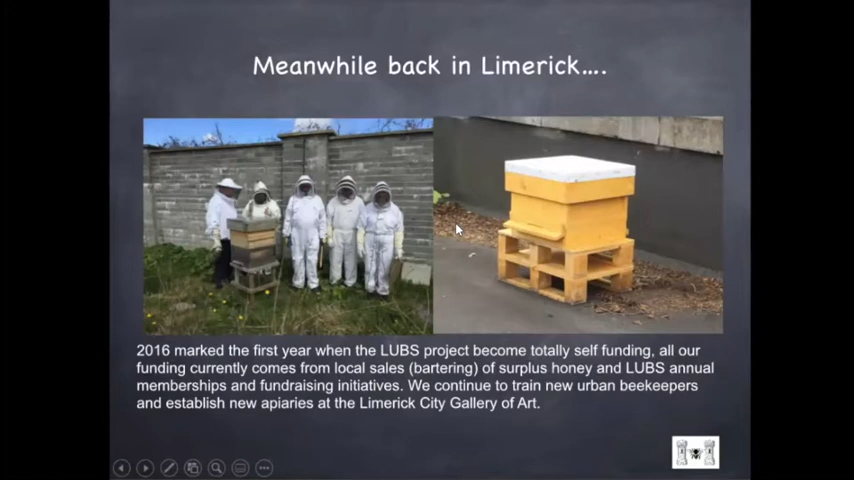 Meanwhile back in Limerick....
2016 marked the first year when the LUBS project become totally self funding, all our
funding currently comes from local sales (bartering) of surplus honey and LUBS annual
memberships and fundraising initiatives. We continue to train new urban beekeepers
and establish new apiaries at the Limerick City Gallery of Art.